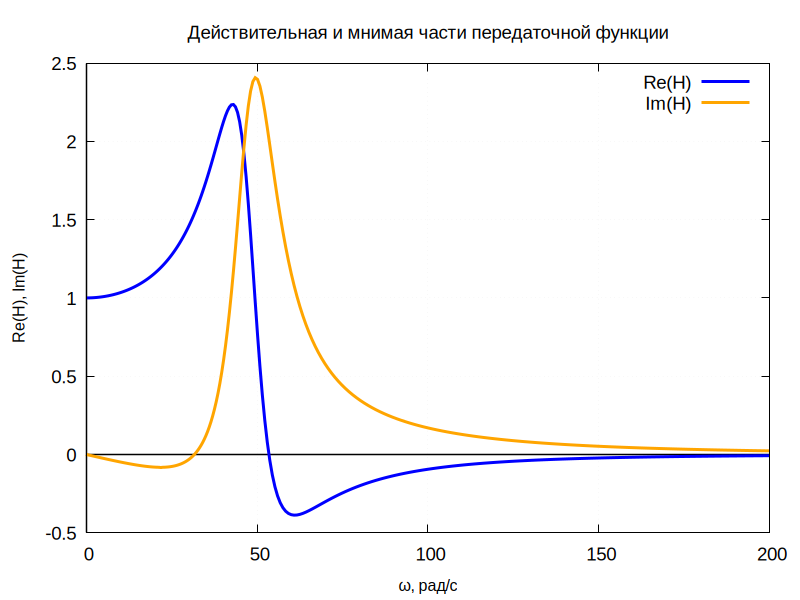 Действительная и мнимая части передаточной функции
Re(H)
Im(H)
2.5
2
1.5
1
0.5
0
-0.5
Re(H), Im(H)
0 50 100 150 200
ω, рад/с